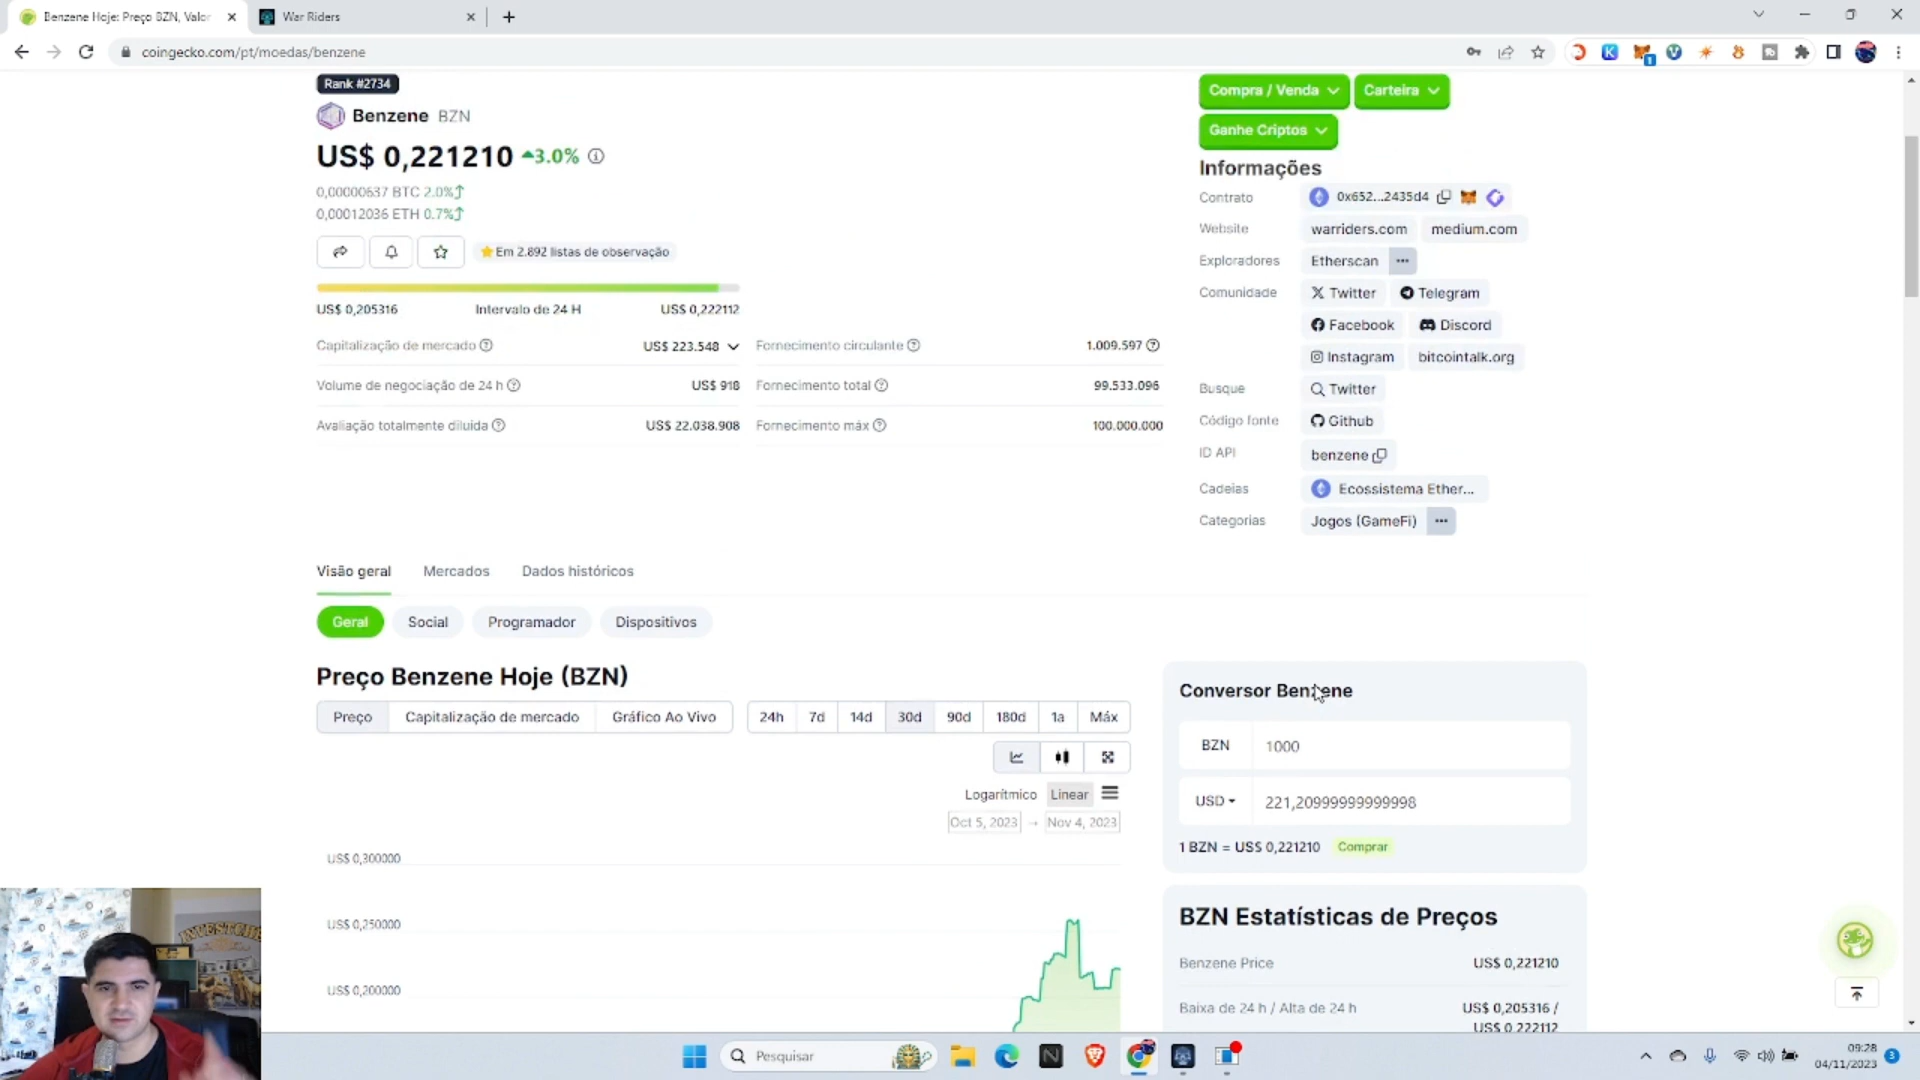 Benzene Hoje: Preço BZN, Valor
War Riders
coingecko.com/pt/moedas/benzene
Rank #2734
Benzene BZN
US$ 0,221210 3.0%
0,00000637 BTC 2.0%
0,00012036 ETH 0.7%
Em 2.892 listas de observação
US$ 0,205316 Intervalo de 24 H US$ 0,222112
Capitalização de mercado US$ 223.548
Fornecimento circulante 1.009.597
Volume de negociação de 24 h US$ 918
Fornecimento total 99.533.096
Avaliação totalmente diluída US$ 22.038.908
Fornecimento máx 100.000.000
Compra / Venda
Carteira
Ganhe Criptos
Informações
Contrato 0x652...2435d4
Website warriders.com medium.com
Exploradores Etherscan
Comunidade Twitter Telegram
Facebook Discord
Instagram bitcointalk.org
Busque Twitter
Código fonte Github
ID API benzene
Cadeias Ecossistema Ether...
Categorias Jogos (GameFi)
Visão geral Mercados Dados históricos
Geral Social Programador Dispositivos
Preço Benzene Hoje (BZN)
Preço Capitalização de mercado Gráfico Ao Vivo
24h 7d 14d 30d 90d 180d 1a Máx
Logarítmico Linear
Oct 5, 2023 → Nov 4, 2023
US$ 0,300000
US$ 0,250000
US$ 0,200000
Conversor Benzene
BZN 1000
USD 221,20999999999998
1 BZN = US$ 0,221210 Comprar
BZN Estatísticas de Preços
Benzene Price US$ 0,221210
Baixa de 24 h / Alta de 24 h US$ 0,205316 /
US$ 0,222112
Pesquisar
09:28
04/11/2023
3